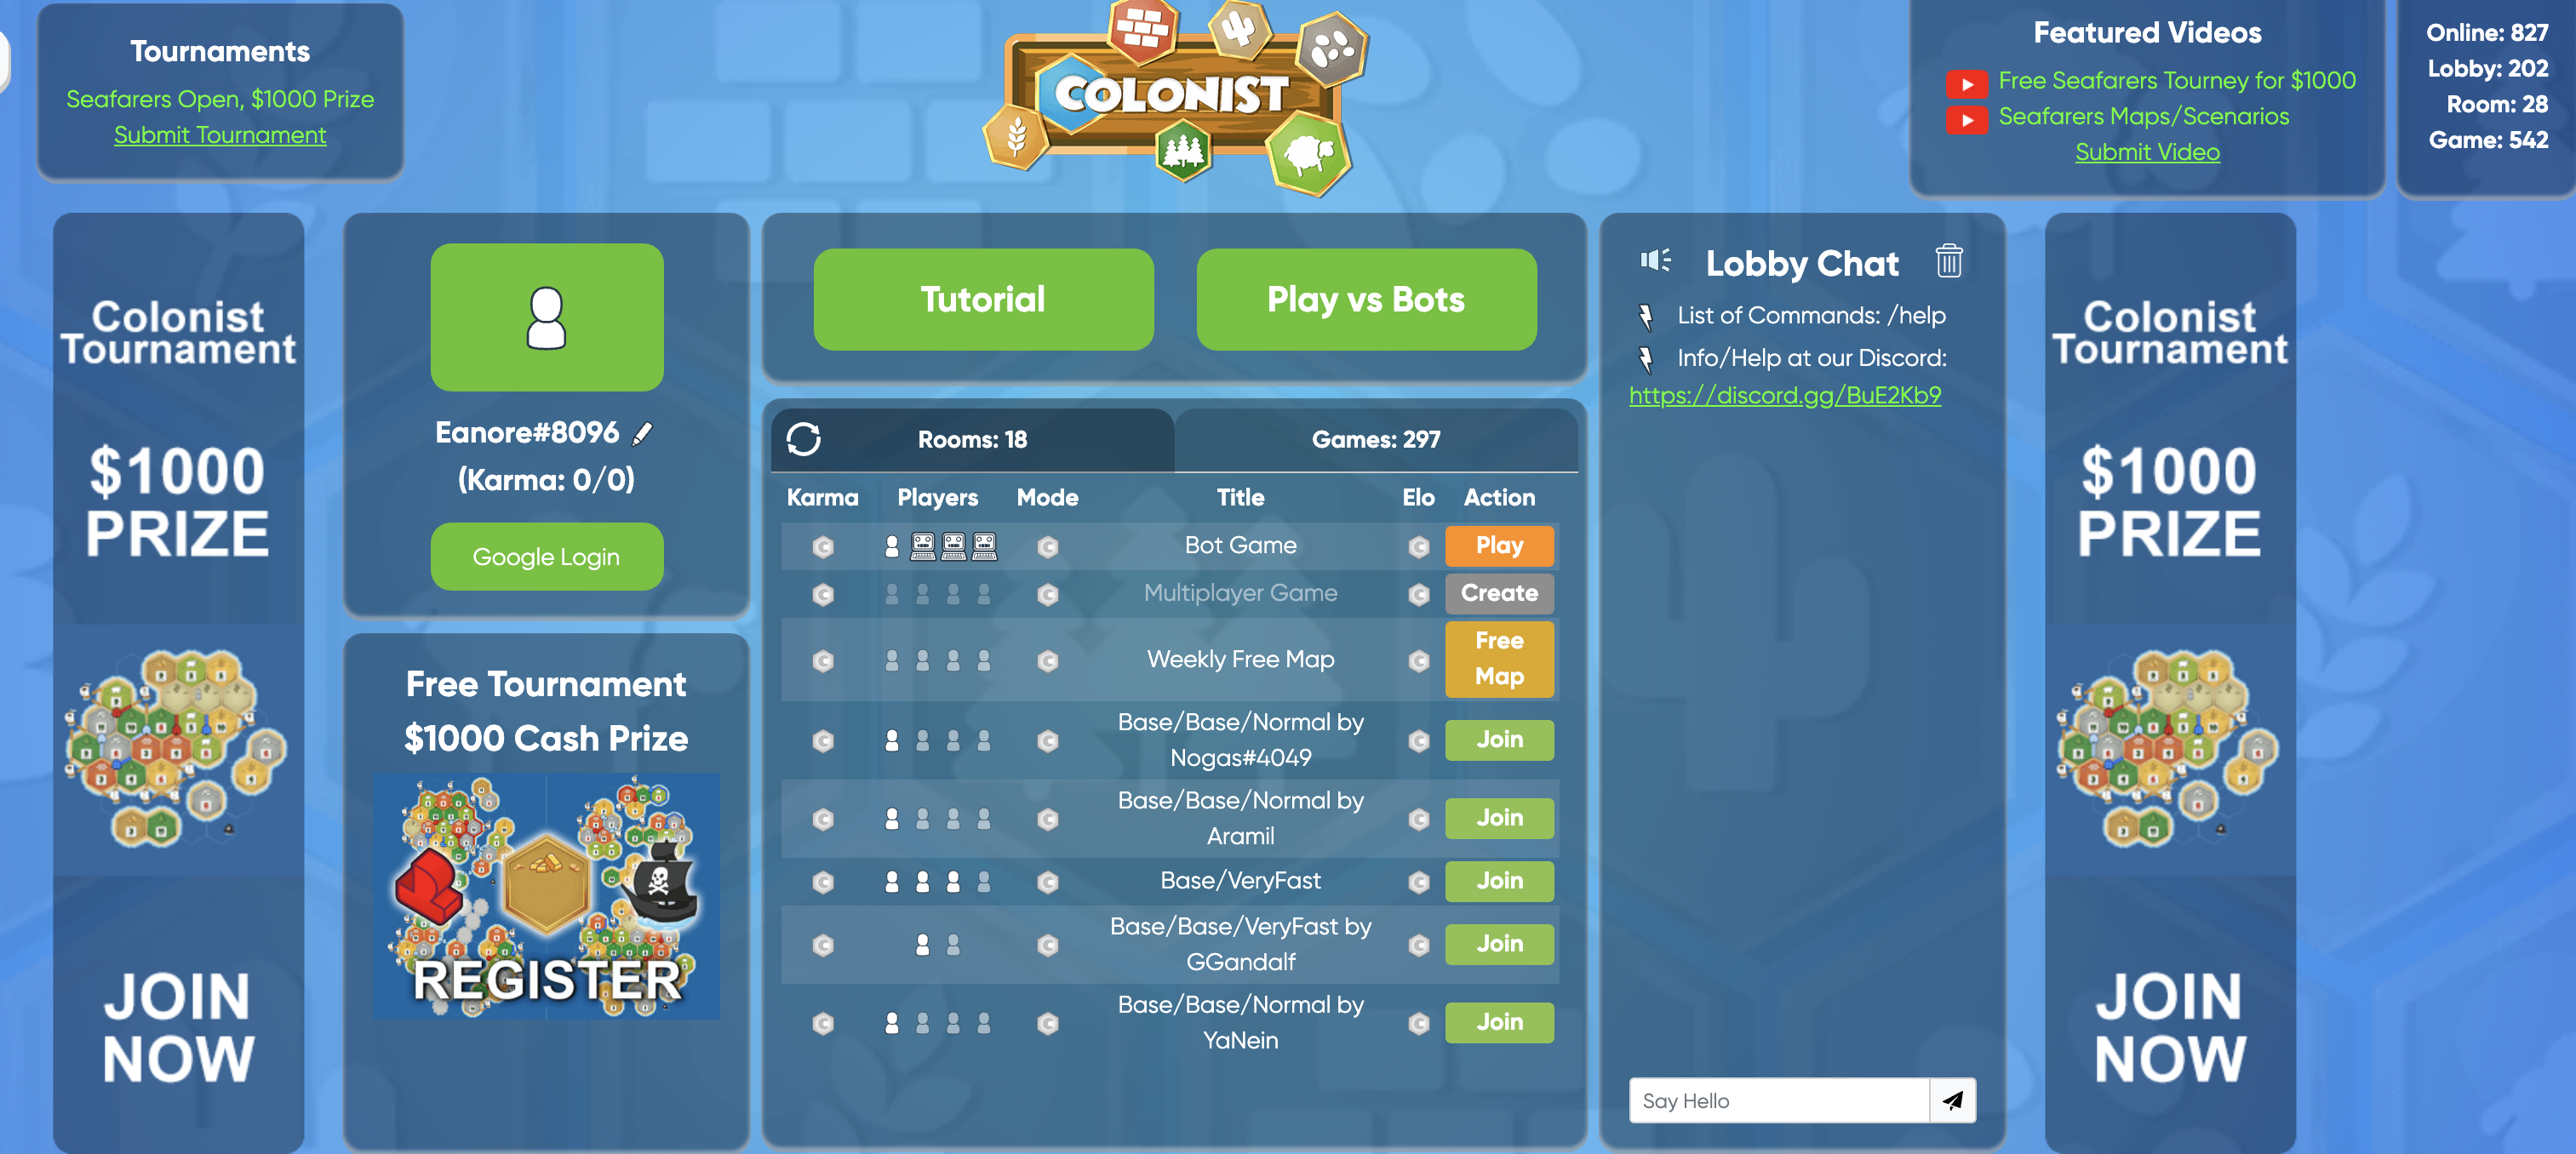 Tournaments
Seafarers Open, $1000 Prize
Submit Tournament
COLONIST
Featured Videos
Free Seafarers Tourney for $1000
Seafarers Maps/Scenarios
Submit Video
Online: 827
Lobby: 202
Room: 28
Game: 542
Colonist
Tournament
$1000
PRIZE
JOIN
NOW
Eanore#8096
(Karma: 0/0)
Google Login
Free Tournament
$1000 Cash Prize
REGISTER
Tutorial
Play vs Bots
Rooms: 18
Games: 297
Karma Players Mode Title Elo Action
Bot Game Play
Multiplayer Game Create
Weekly Free Map Free
Map
Base/Base/Normal by
Nogas#4049 Join
Base/Base/Normal by
Aramil Join
Base/VeryFast Join
Base/Base/VeryFast by
GGandalf Join
Base/Base/Normal by
YaNein Join
Lobby Chat
List of Commands: /help
Info/Help at our Discord:
https://discord.gg/BuE2Kb9
Say Hello
Colonist
Tournament
$1000
PRIZE
JOIN
NOW